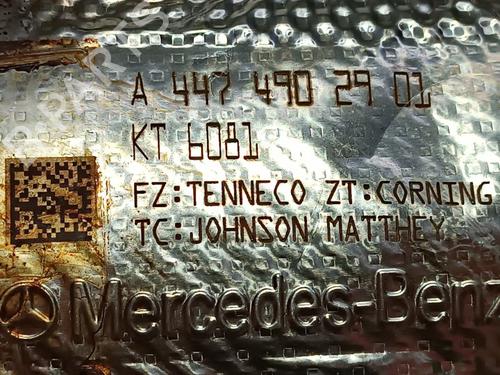 A 447 490 29 01
KT 6081
FZ:TENNECO ZT:CORNING
TC:JOHNSON MATTHEY
Mercedes-Benz